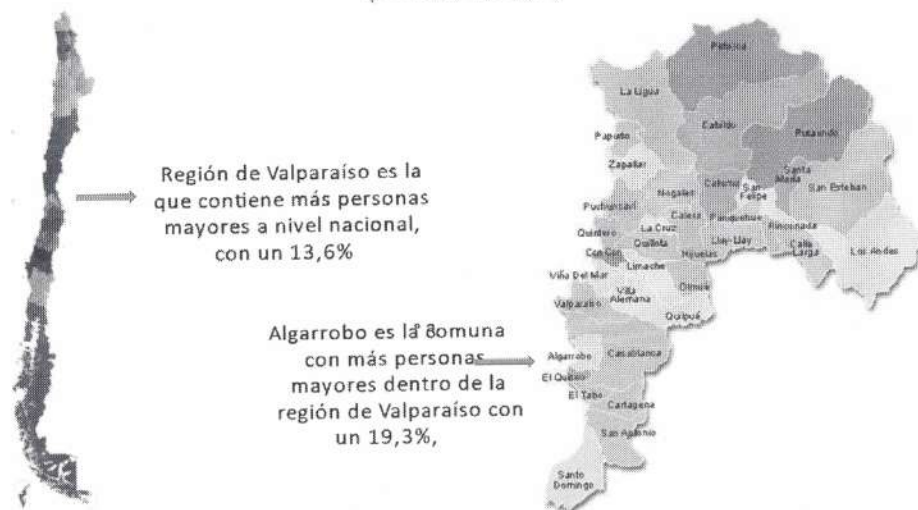 Región de Valparaíso es la
que contiene más personas
mayores a nivel nacional,
con un 13,6%
Algarrobo es la comuna
con más personas
mayores dentro de la
región de Valparaíso con
un 19,3%,
Petorca
La Ligua
Cabildo
Papudo
Putaendo
Zapallar
Santa
María
San Esteban
Nogales
Catemu
San
Felipe
Puchuncaví
Calera
Panquehue
Rinconada
Quintero
La Cruz
Quillota
Llay-Llay
Calle
Larga
Los Andes
Con Cón
Hijuelas
Limache
Viña Del Mar
Olmué
Villa
Alemana
Valparaíso
Quilpué
Algarrobo
Casablanca
El Quisco
El Tabo
Cartagena
San Antonio
Santo
Domingo